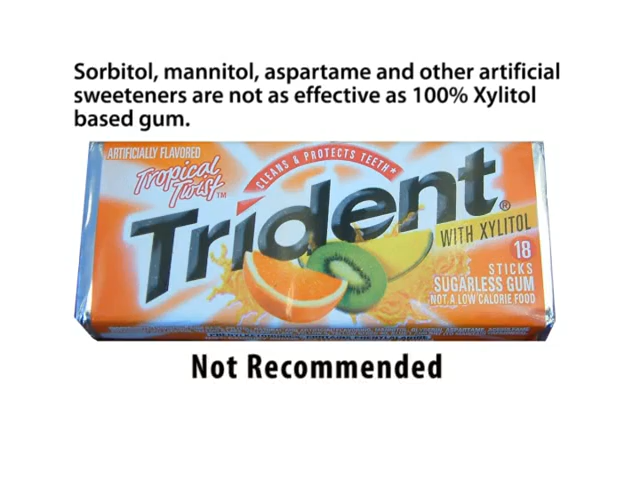 Sorbitol, mannitol, aspartame and other artificial
sweeteners are not as effective as 100% Xylitol
based gum.
ARTIFICIALLY FLAVORED
Tropical
Twist™
CLEANS & PROTECTS TEETH*
Trident®
WITH XYLITOL
18
STICKS
SUGARLESS GUM
NOT A LOW CALORIE FOOD
Not Recommended